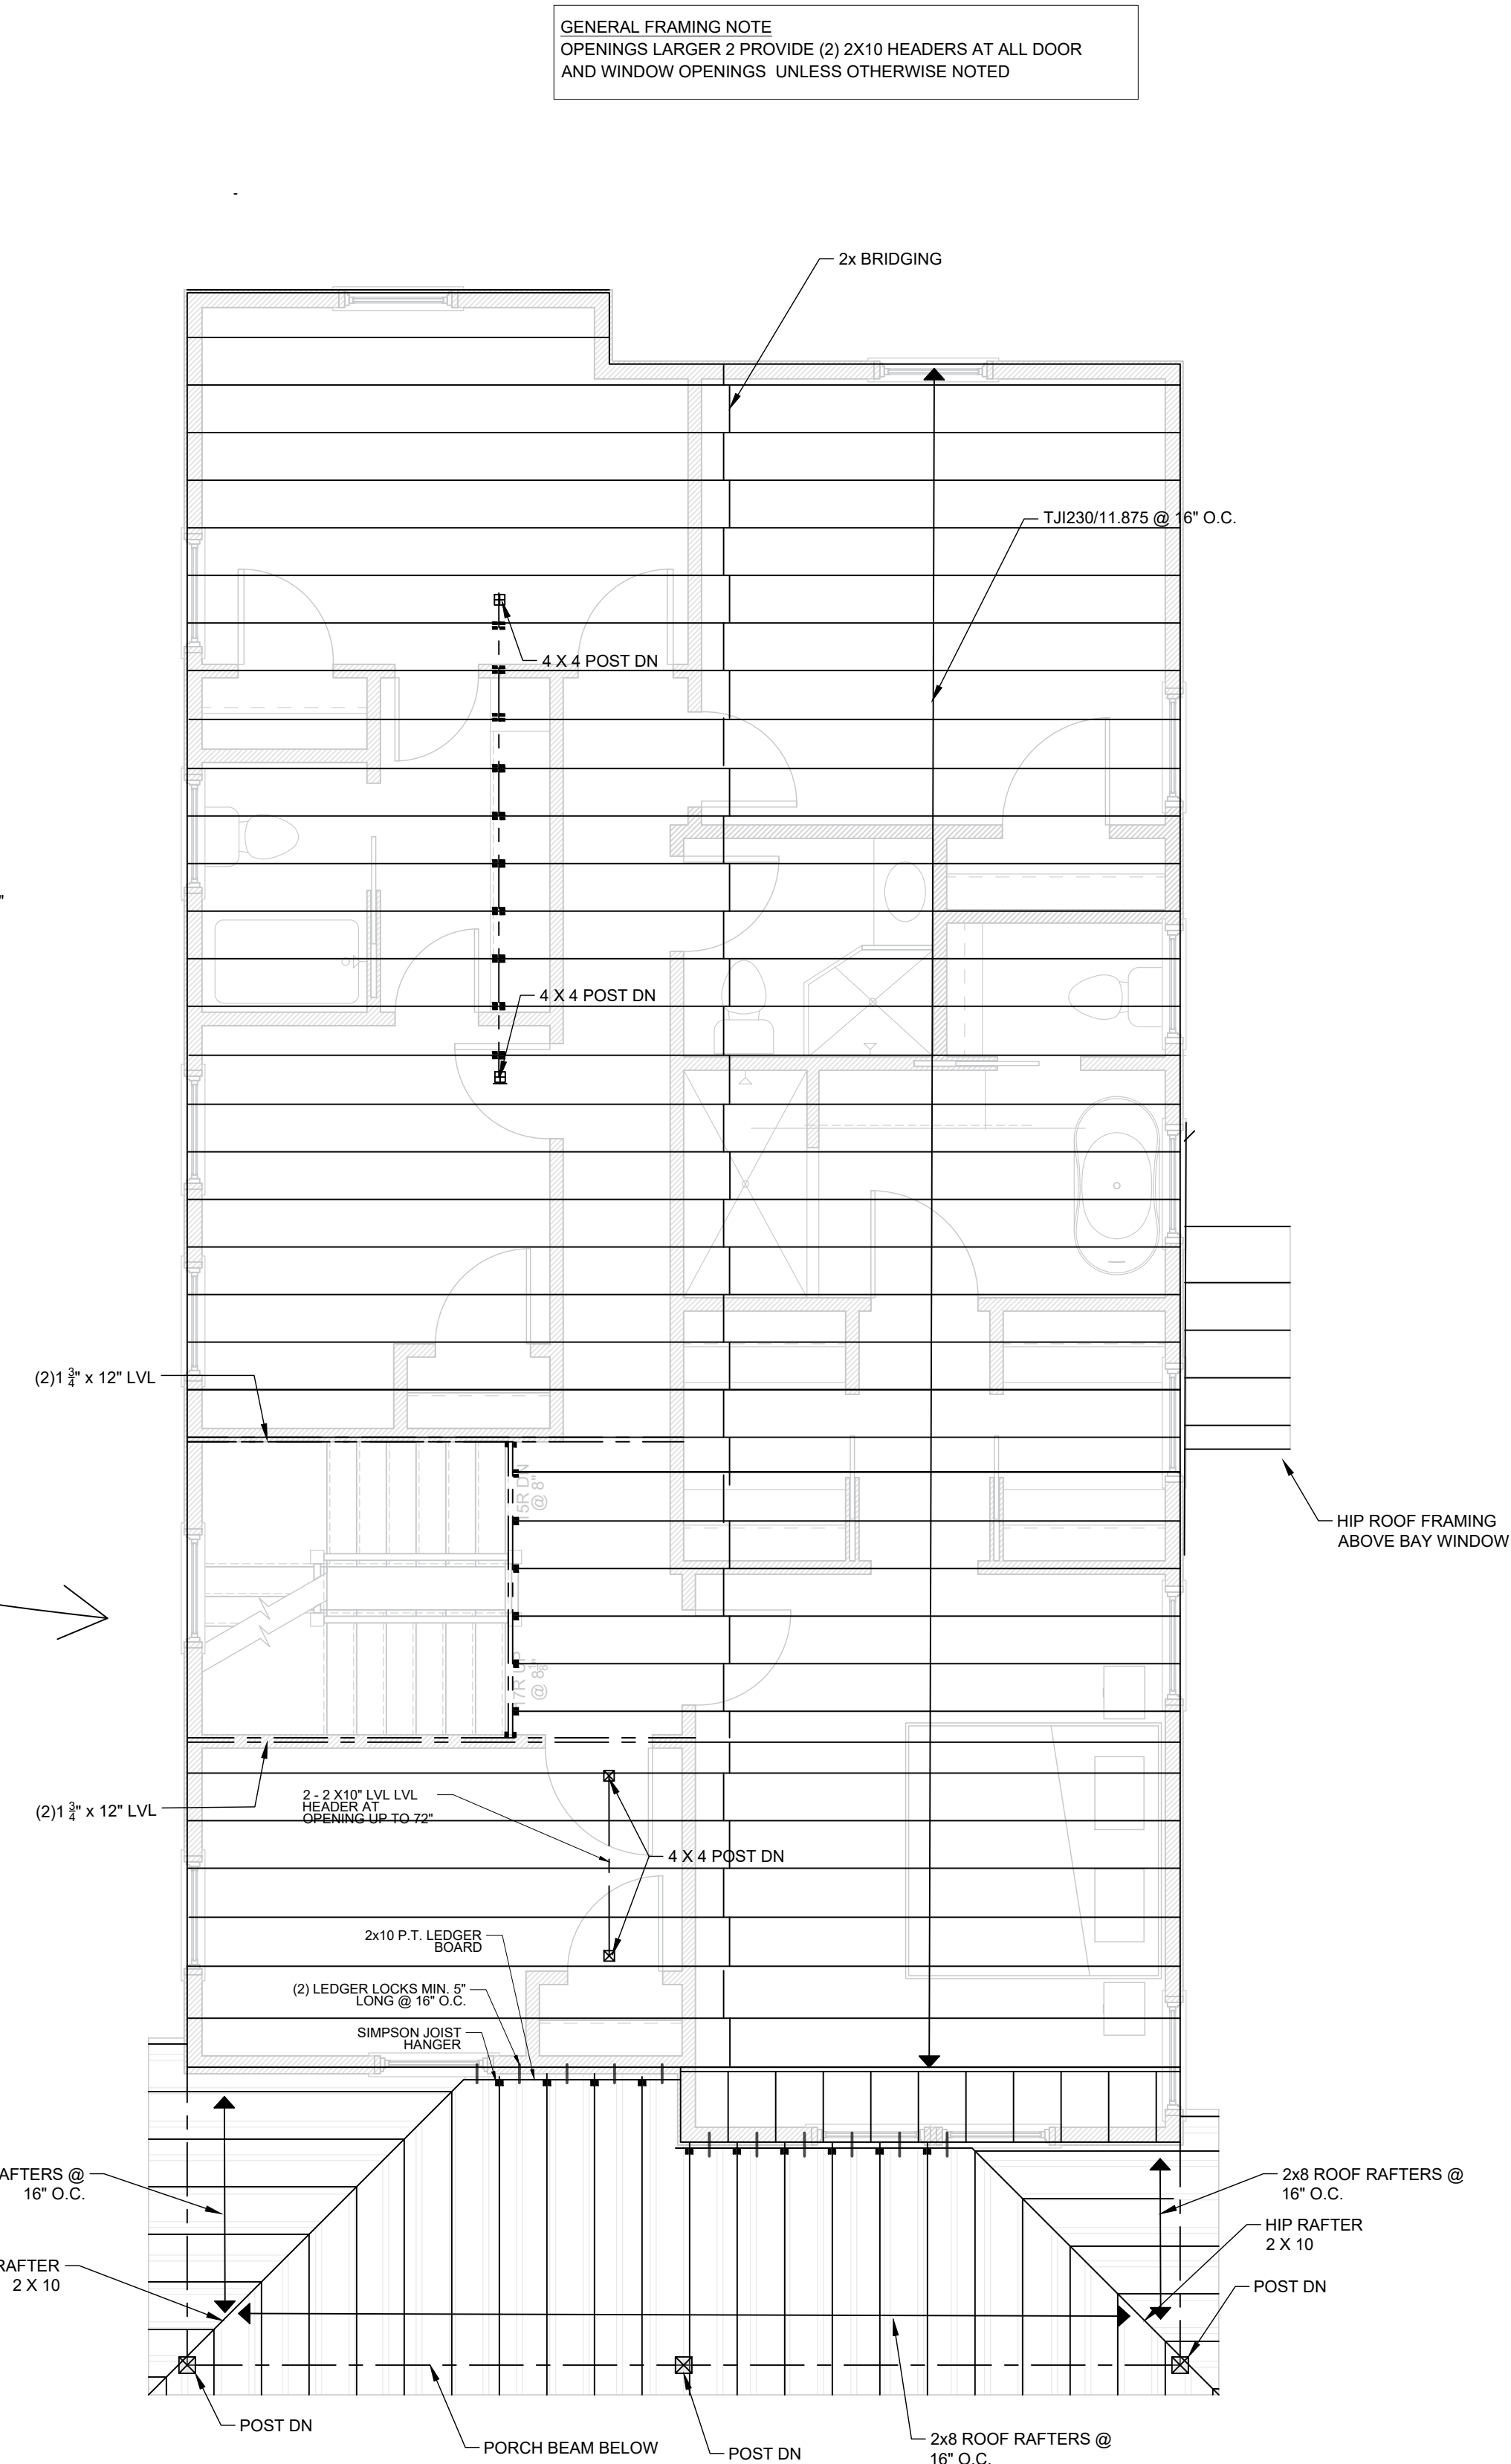 GENERAL FRAMING NOTE
OPENINGS LARGER 2 PROVIDE (2) 2X10 HEADERS AT ALL DOOR
AND WINDOW OPENINGS UNLESS OTHERWISE NOTED
-
2x BRIDGING
TJI230/11.875 @ 16" O.C.
4 X 4 POST DN
"
4 X 4 POST DN
(2)1 3/4" x 12" LVL
15R DN
@ 8"
HIP ROOF FRAMING
ABOVE BAY WINDOW
17R UP
@ 8 1/8"
(2)1 3/4" x 12" LVL
2 - 2 X10" LVL LVL
HEADER AT
OPENING UP TO 72"
4 X 4 POST DN
2x10 P.T. LEDGER
BOARD
(2) LEDGER LOCKS MIN. 5"
LONG @ 16" O.C.
SIMPSON JOIST
HANGER
AFTERS @
16" O.C.
2x8 ROOF RAFTERS @
16" O.C.
RAFTER
2 X 10
HIP RAFTER
2 X 10
POST DN
POST DN
PORCH BEAM BELOW
POST DN
2x8 ROOF RAFTERS @
16" O.C.